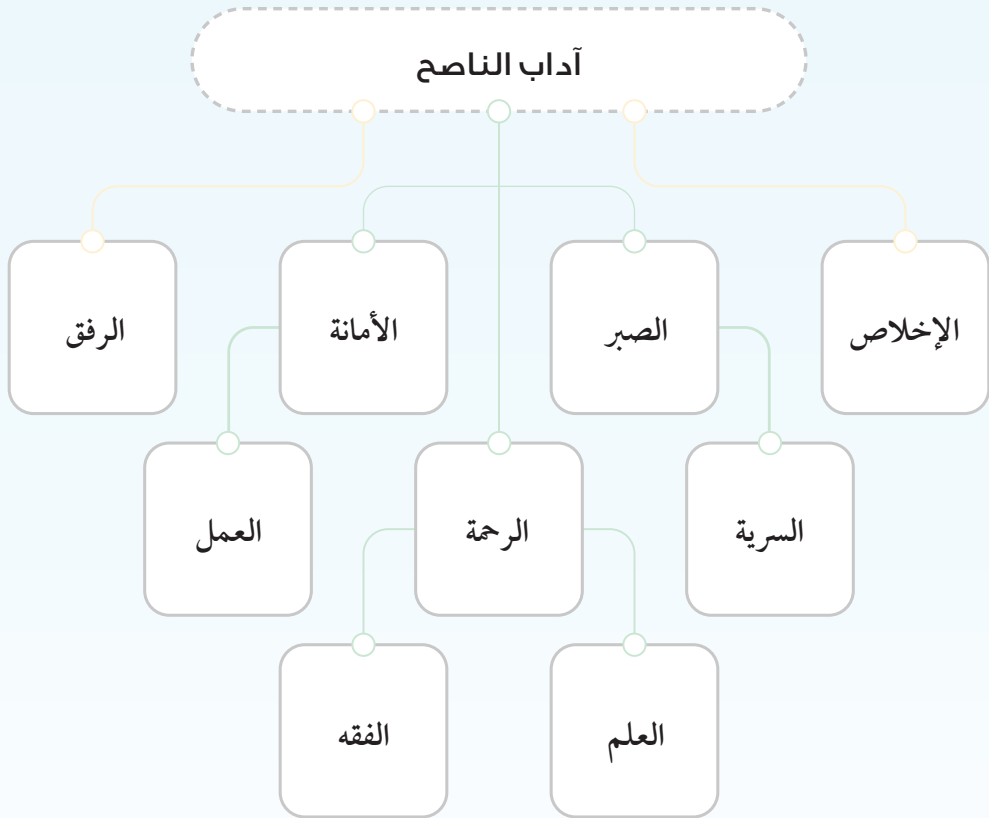 آداب الناصح
الإخلاص
الصبر
الأمانة
الرفق
السرية
الرحمة
العمل
العلم
الفقه